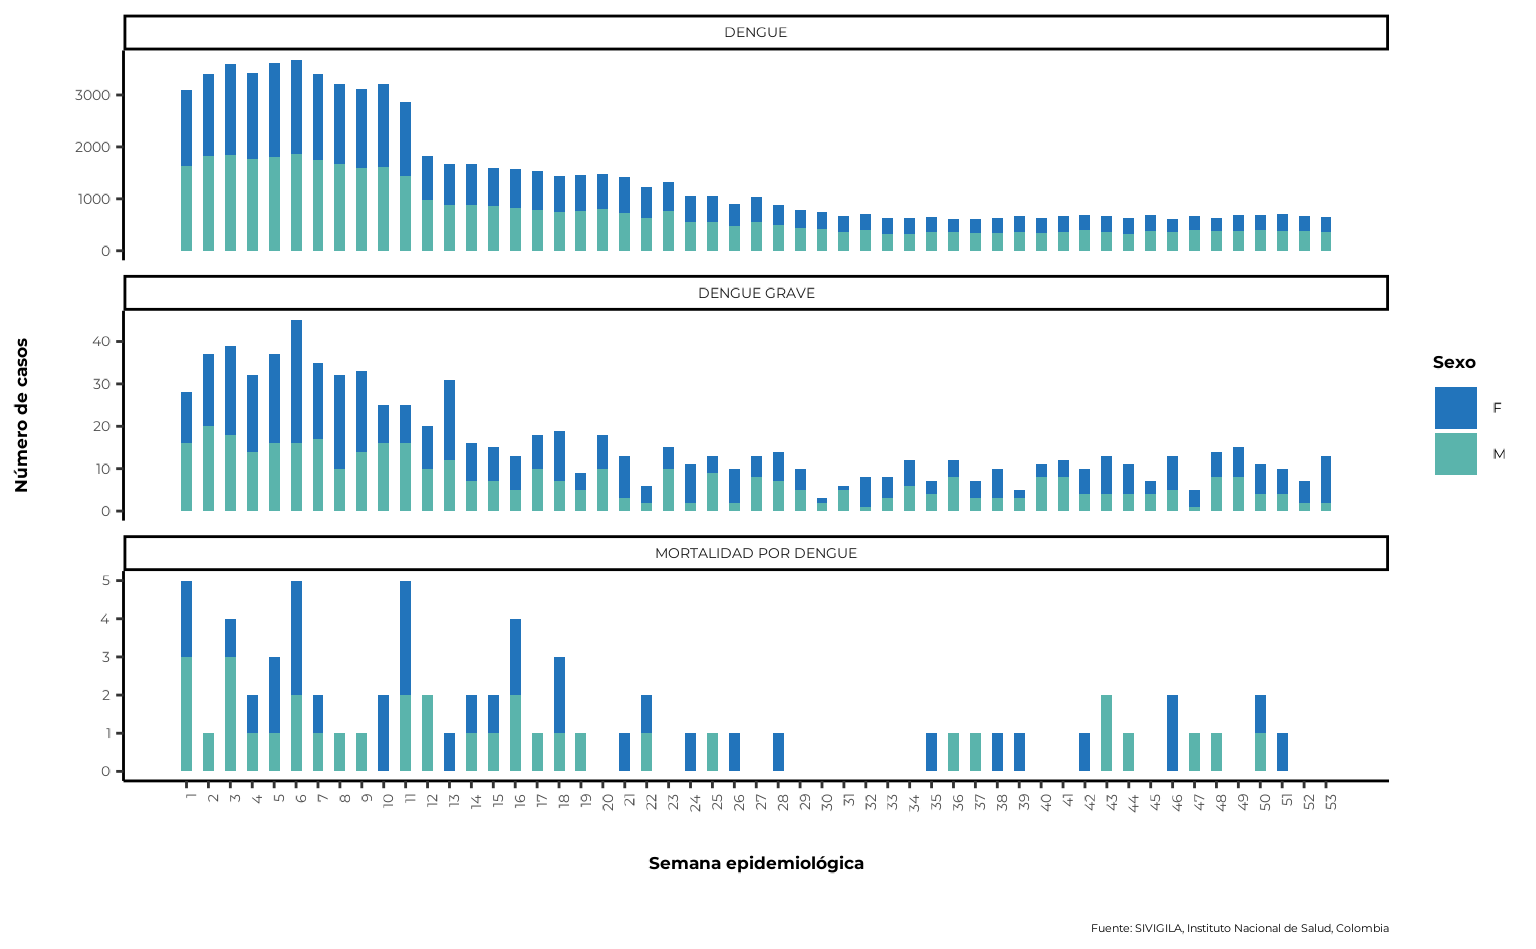 DENGUE
3000
2000
1000
0
DENGUE GRAVE
40
30
20
10
0
Número de casos
MORTALIDAD POR DENGUE
5
4
3
2
1
0
1 2 3 4 5 6 7 8 9 10 11 12 13 14 15 16 17 18 19 20 21 22 23 24 25 26 27 28 29 30 31 32 33 34 35 36 37 38 39 40 41 42 43 44 45 46 47 48 49 50 51 52 53
Semana epidemiológica
Sexo
F
M
Fuente: SIVIGILA, Instituto Nacional de Salud, Colombia